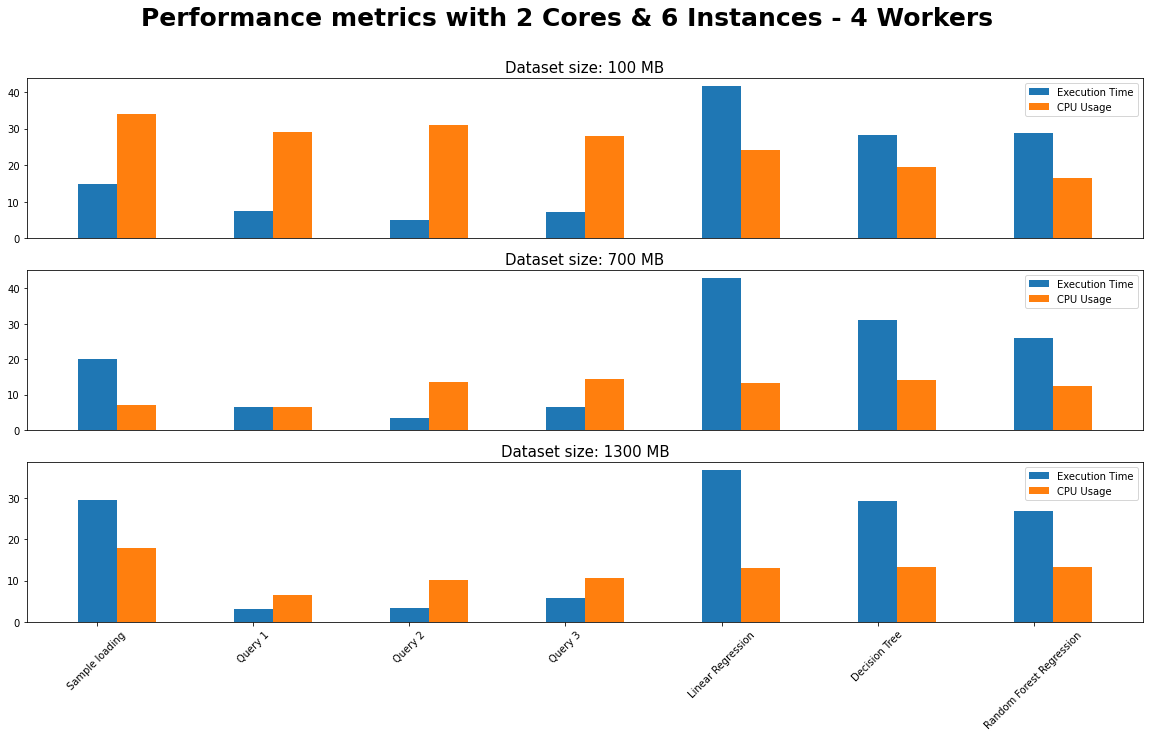 Performance metrics with 2 Cores & 6 Instances - 4 Workers
Dataset size: 100 MB
40
30
20
10
0
Execution Time
CPU Usage
Dataset size: 700 MB
40
30
20
10
0
Execution Time
CPU Usage
Dataset size: 1300 MB
30
20
10
0
Execution Time
CPU Usage
Sample loading
Query 1
Query 2
Query 3
Linear Regression
Decision Tree
Random Forest Regression